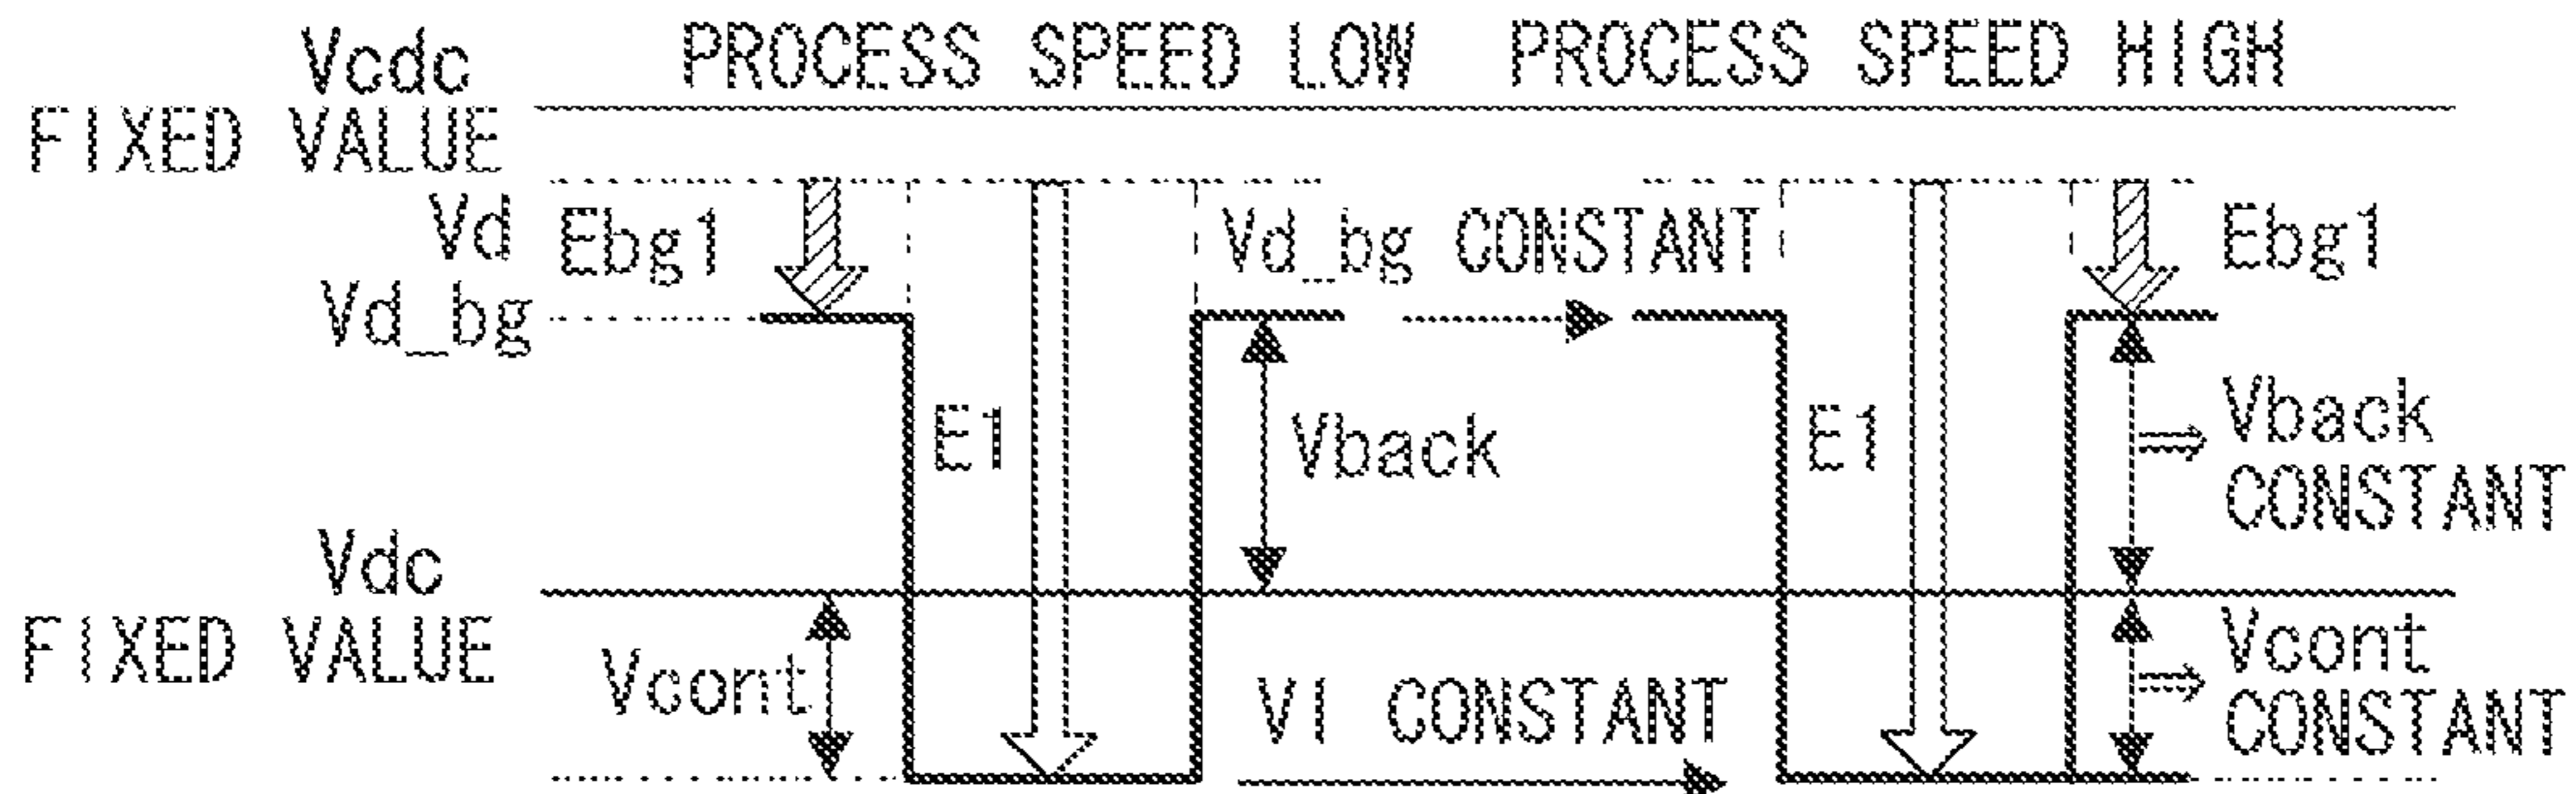 Vcdc
FIXED VALUE
PROCESS SPEED LOW
PROCESS SPEED HIGH
Vd
Ebg1
Vd_bg CONSTANT
Ebg1
Vd_bg
E1
Vback
E1
Vback
CONSTANT
Vdc
FIXED VALUE
Vcont
Vl CONSTANT
Vcont
CONSTANT